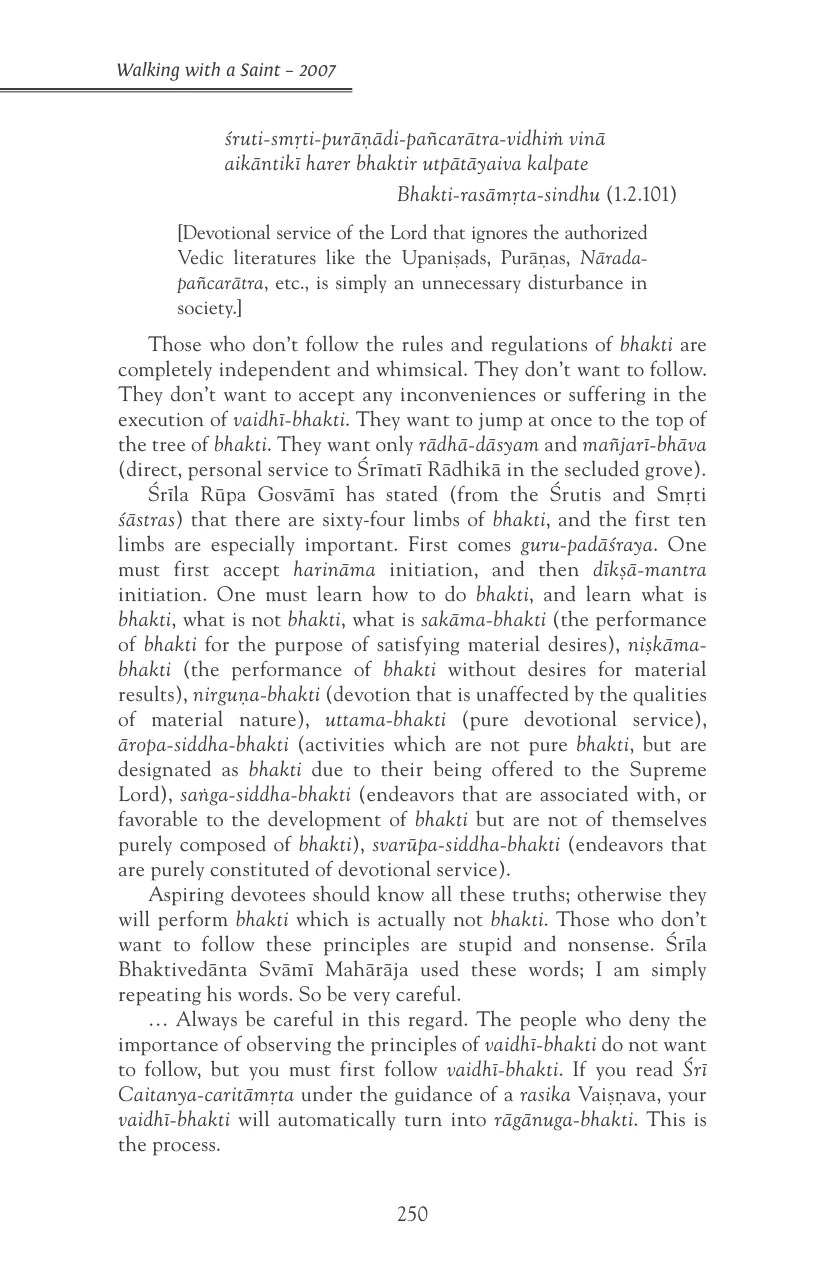 Walking with a Saint – 2007
śruti-smṛti-purāṇādi-pañcarātra-vidhiṁ vinā
aikāntikī harer bhaktir utpātāyaiva kalpate
Bhakti-rasāmṛta-sindhu (1.2.101)
[Devotional service of the Lord that ignores the authorized
Vedic literatures like the Upaniṣads, Purāṇas, Nārada-
pañcarātra, etc., is simply an unnecessary disturbance in
society.]
Those who don’t follow the rules and regulations of bhakti are
completely independent and whimsical. They don’t want to follow.
They don’t want to accept any inconveniences or suffering in the
execution of vaidhī-bhakti. They want to jump at once to the top of
the tree of bhakti. They want only rādhā-dāsyam and mañjarī-bhāva
(direct, personal service to Śrīmatī Rādhikā in the secluded grove).
Śrīla Rūpa Gosvāmī has stated (from the Śrutis and Smṛti
śāstras) that there are sixty-four limbs of bhakti, and the first ten
limbs are especially important. First comes guru-padāśraya. One
must first accept harināma initiation, and then dīkṣā-mantra
initiation. One must learn how to do bhakti, and learn what is
bhakti, what is not bhakti, what is sakāma-bhakti (the performance
of bhakti for the purpose of satisfying material desires), niṣkāma-
bhakti (the performance of bhakti without desires for material
results), nirguṇa-bhakti (devotion that is unaffected by the qualities
of material nature), uttama-bhakti (pure devotional service),
āropa-siddha-bhakti (activities which are not pure bhakti, but are
designated as bhakti due to their being offered to the Supreme
Lord), saṅga-siddha-bhakti (endeavors that are associated with, or
favorable to the development of bhakti but are not of themselves
purely composed of bhakti), svarūpa-siddha-bhakti (endeavors that
are purely constituted of devotional service).
Aspiring devotees should know all these truths; otherwise they
will perform bhakti which is actually not bhakti. Those who don’t
want to follow these principles are stupid and nonsense. Śrīla
Bhaktivedānta Svāmī Mahārāja used these words; I am simply
repeating his words. So be very careful.
… Always be careful in this regard. The people who deny the
importance of observing the principles of vaidhī-bhakti do not want
to follow, but you must first follow vaidhī-bhakti. If you read Śrī
Caitanya-caritāmṛta under the guidance of a rasika Vaiṣṇava, your
vaidhī-bhakti will automatically turn into rāgānuga-bhakti. This is
the process.
250